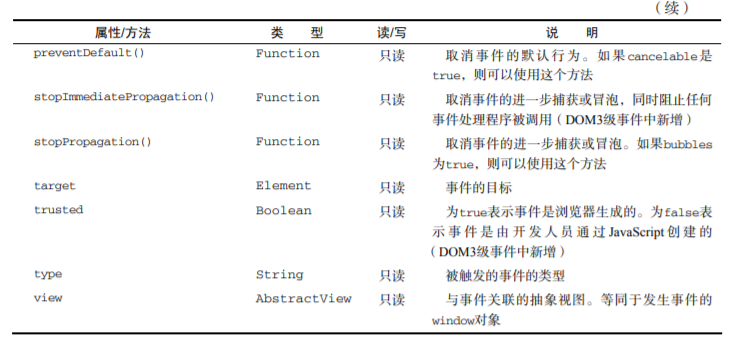 （续）
属性/方法 类 型 读/写 说 明
preventDefault() Function 只读 取消事件的默认行为。如果cancelable是
true，则可以使用这个方法
stopImmediatePropagation() Function 只读 取消事件的进一步捕获或冒泡，同时阻止任何
事件处理程序被调用（DOM3级事件中新增）
stopPropagation() Function 只读 取消事件的进一步捕获或冒泡。如果bubbles
为true，则可以使用这个方法
target Element 只读 事件的目标
trusted Boolean 只读 为true表示事件是浏览器生成的。为false表
示事件是由开发人员通过JavaScript创建的
（DOM3级事件中新增）
type String 只读 被触发的事件的类型
view AbstractView 只读 与事件关联的抽象视图。等同于发生事件的
window对象